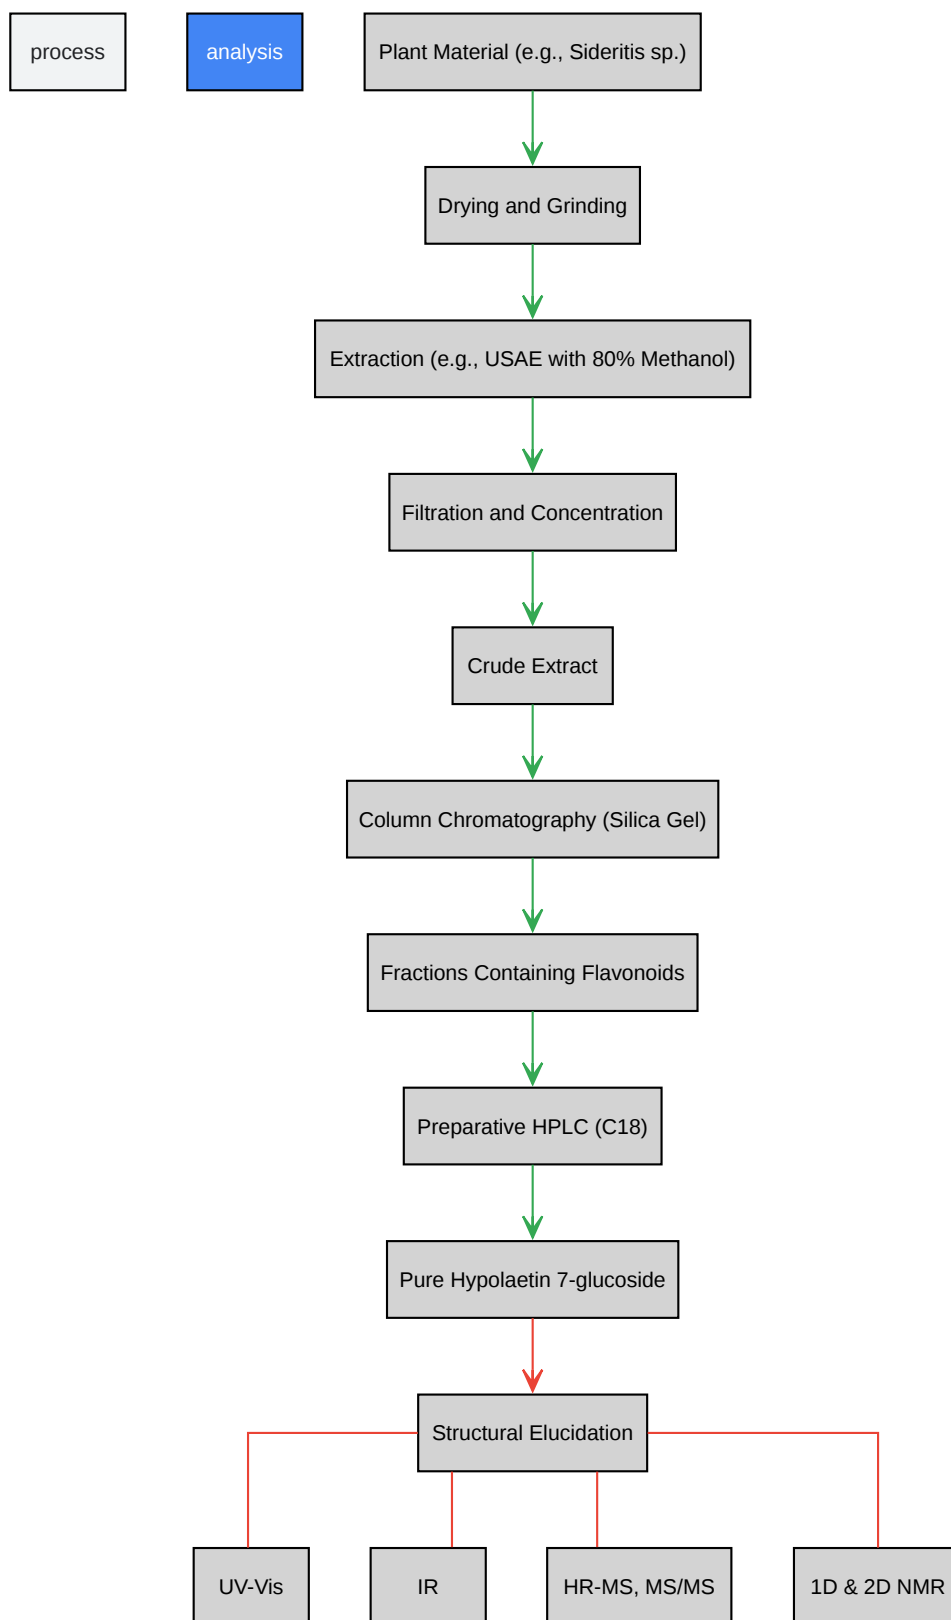 process
analysis
Plant Material (e.g., Sideritis sp.)
Drying and Grinding
Extraction (e.g., USAE with 80% Methanol)
Filtration and Concentration
Crude Extract
Column Chromatography (Silica Gel)
Fractions Containing Flavonoids
Preparative HPLC (C18)
Pure Hypolaetin 7-glucoside
Structural Elucidation
UV-Vis
IR
HR-MS, MS/MS
1D & 2D NMR